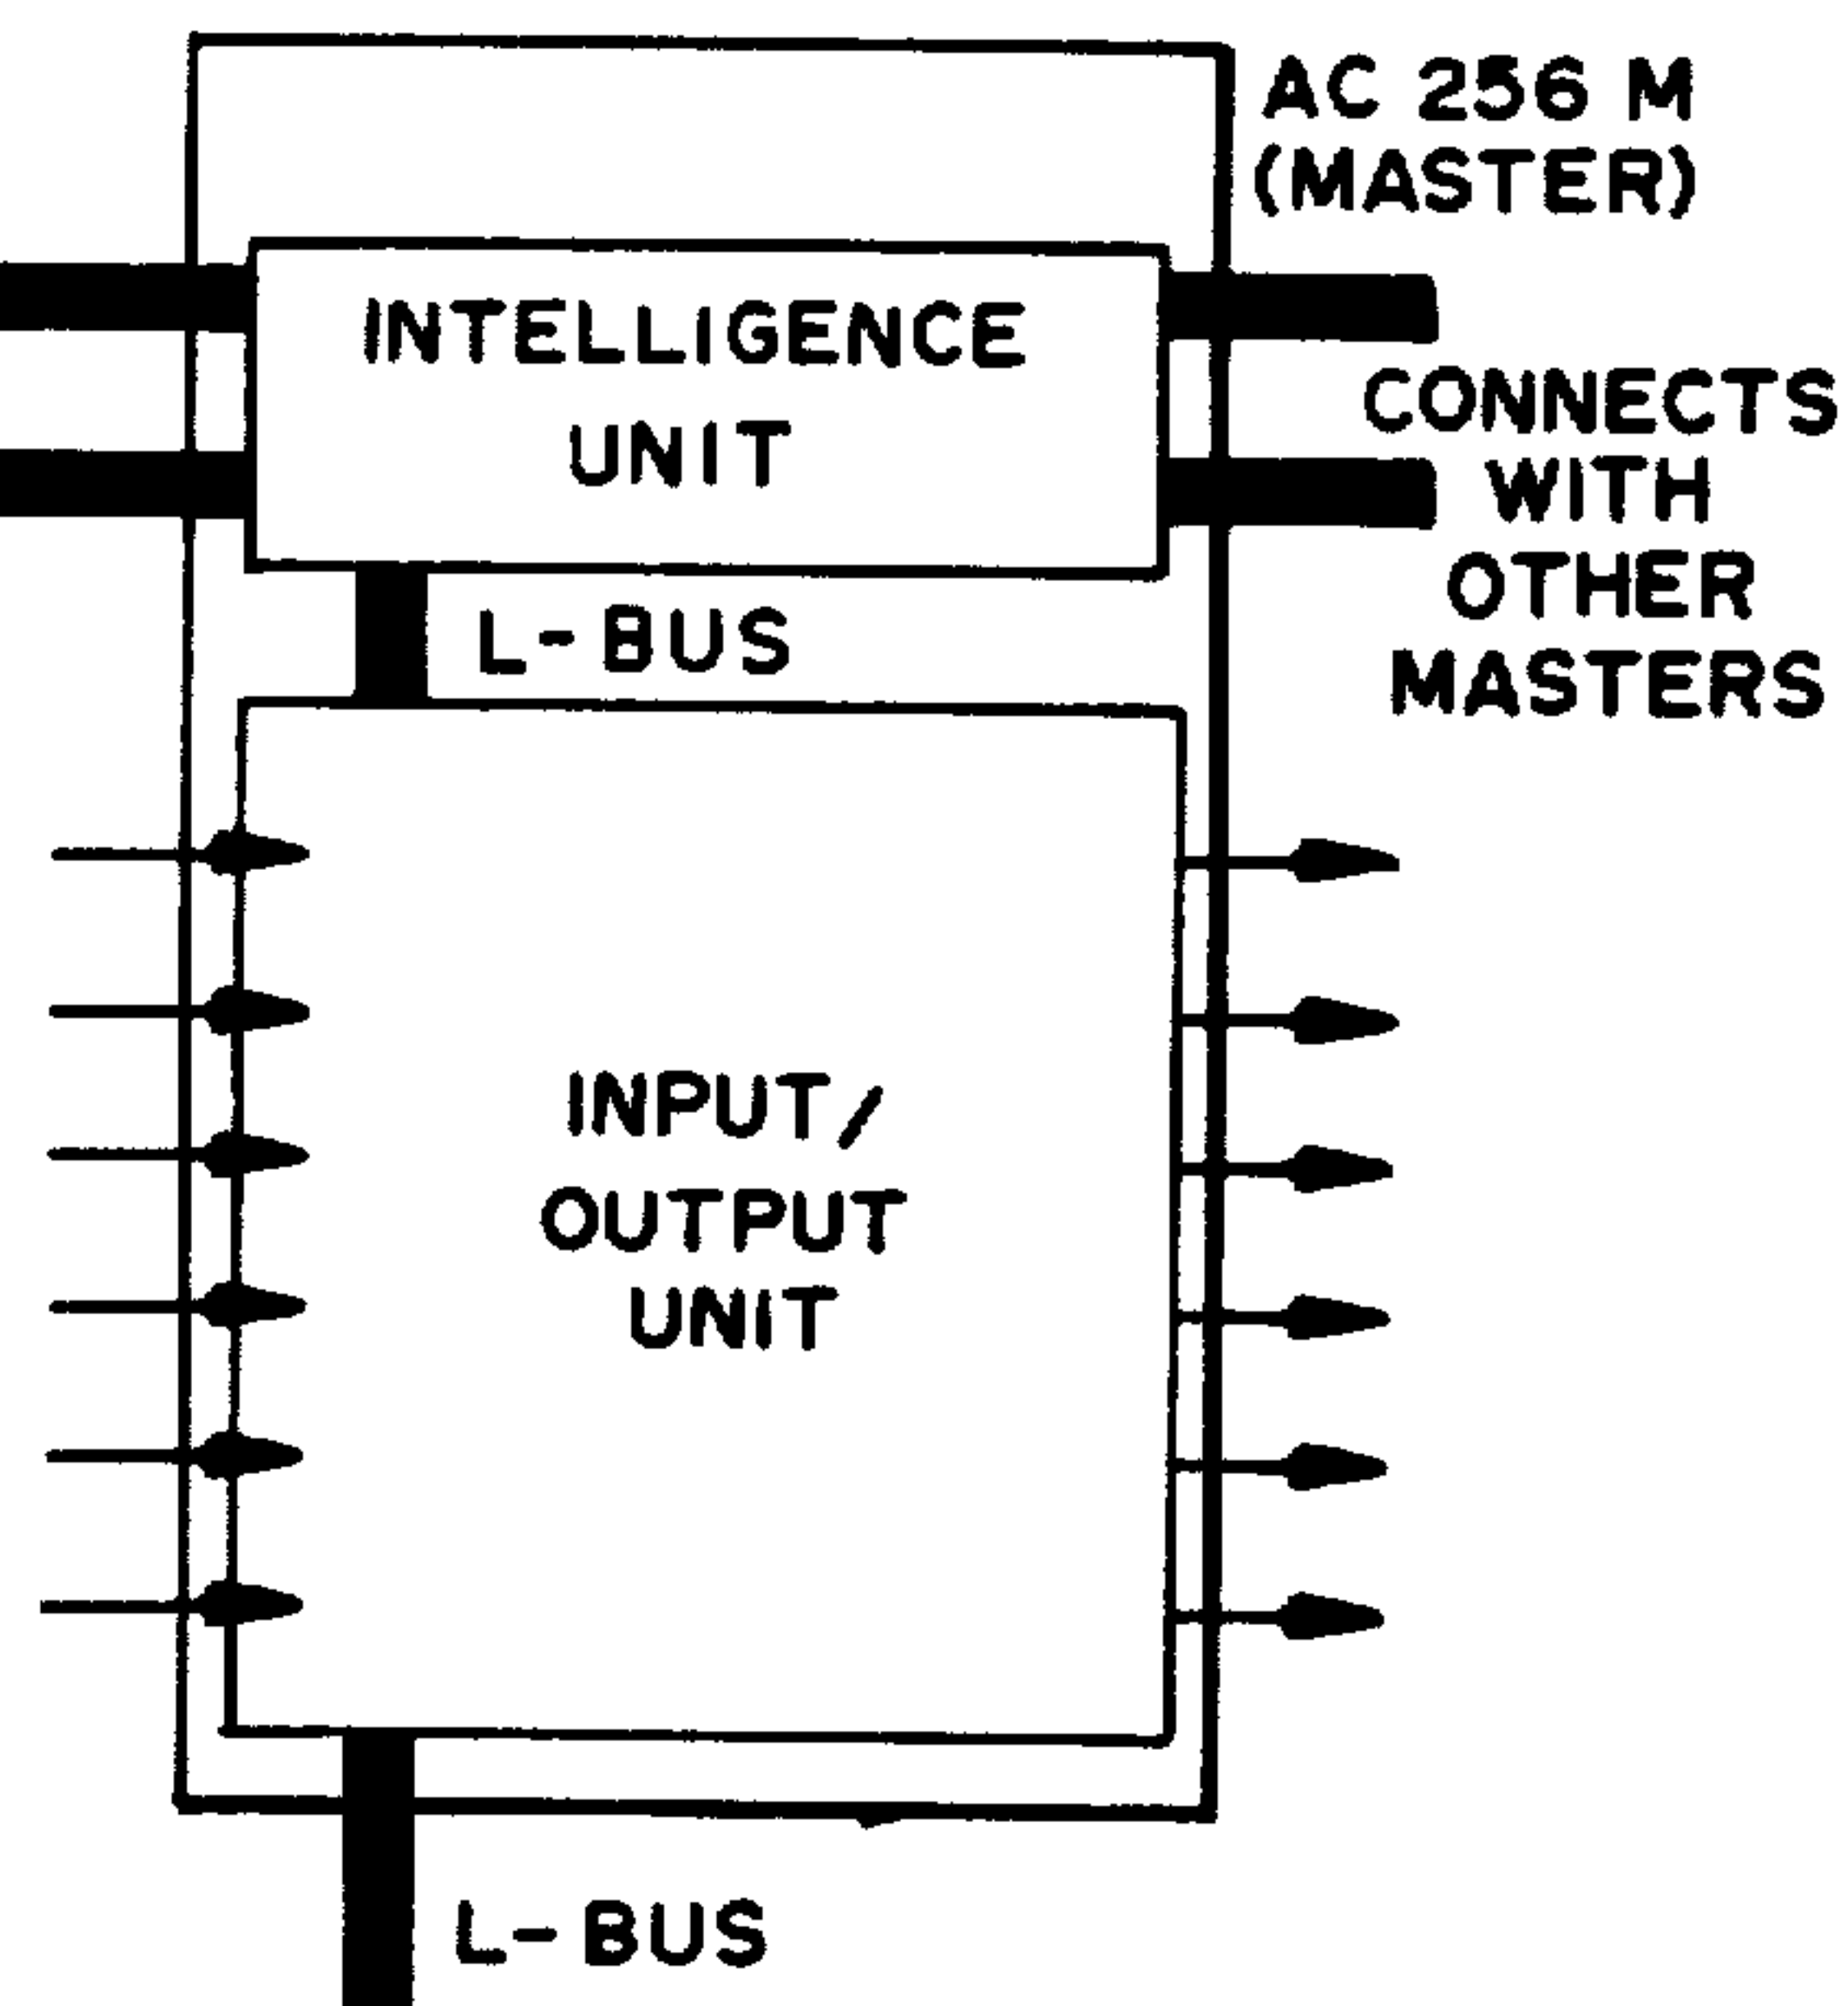 AC 256 M
(MASTER)
INTELLIGENCE
UNIT
CONNECTS
WITH
OTHER
MASTERS
L-BUS
INPUT/
OUTPUT
UNIT
L-BUS